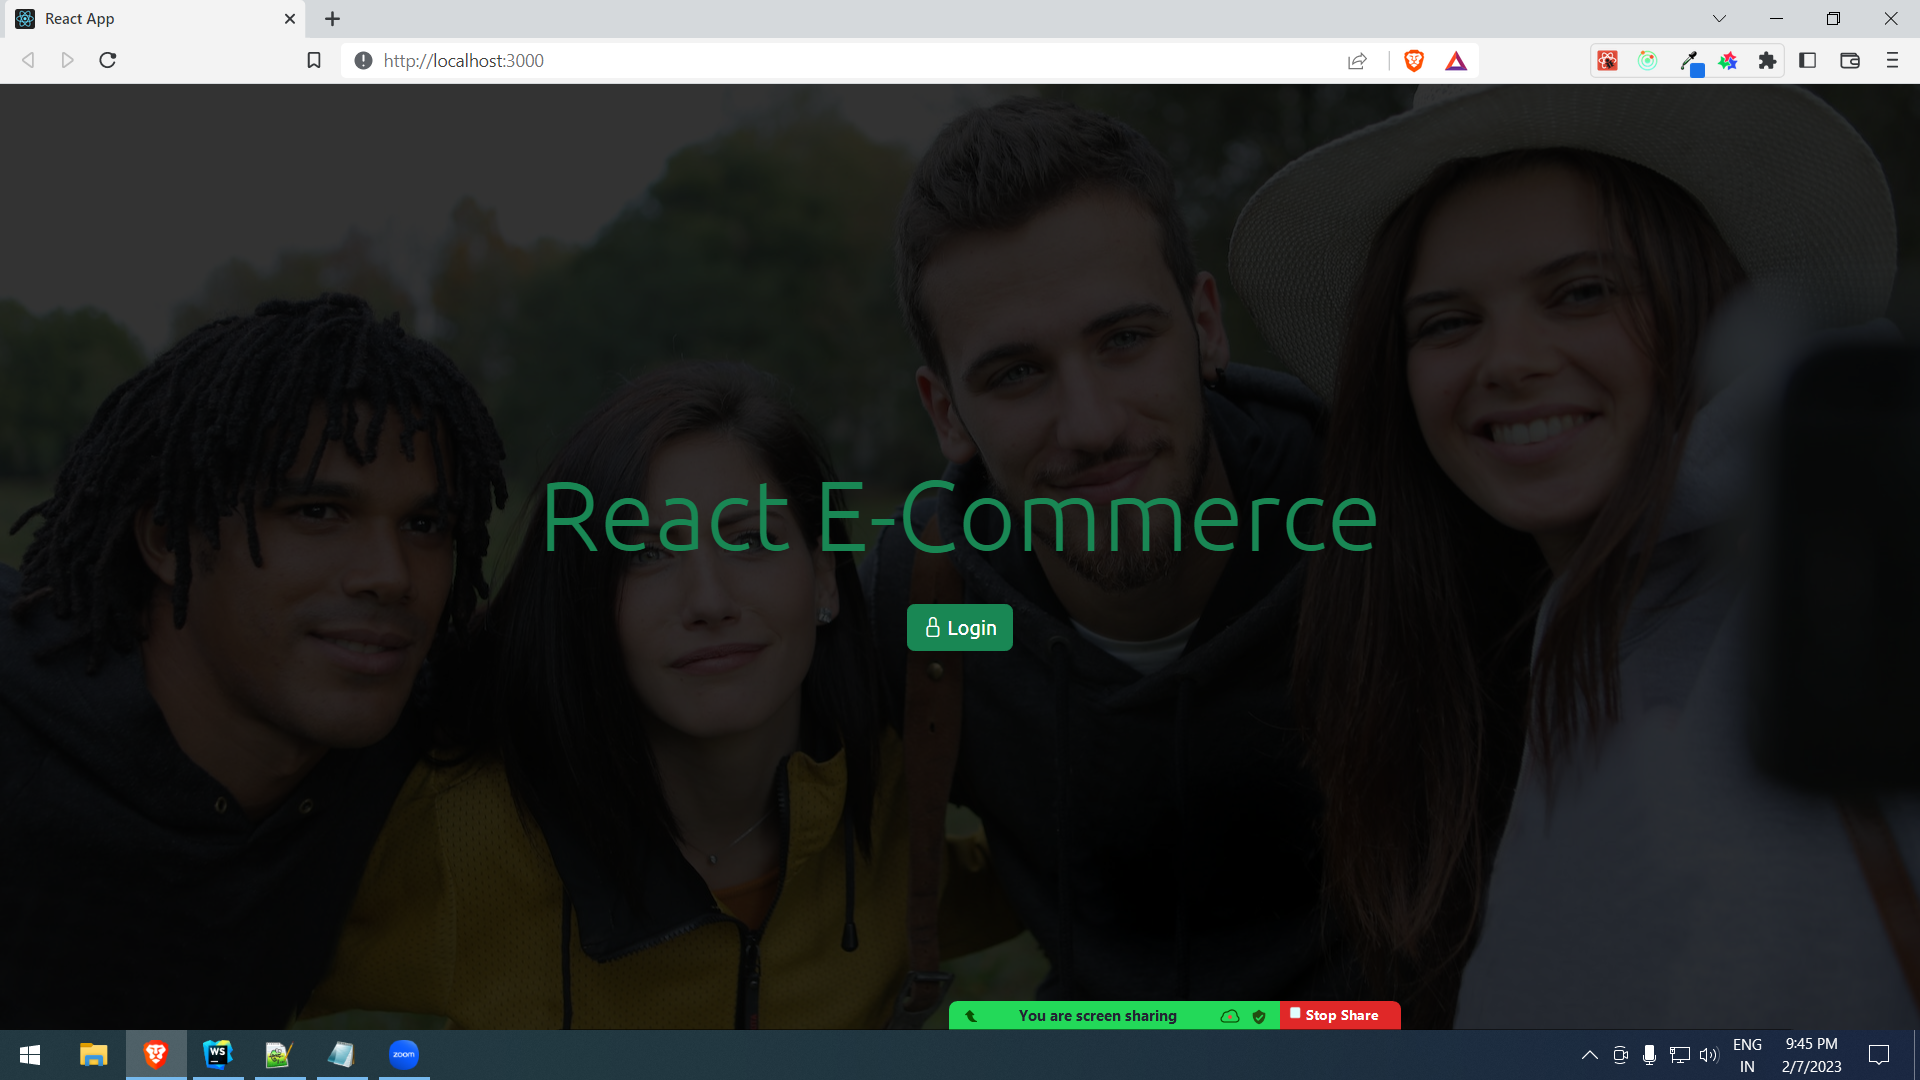 React App
http://localhost:3000
React E-Commerce
Login
You are screen sharing
Stop Share
WS
zoom
ENG
IN
9:45 PM
2/7/2023